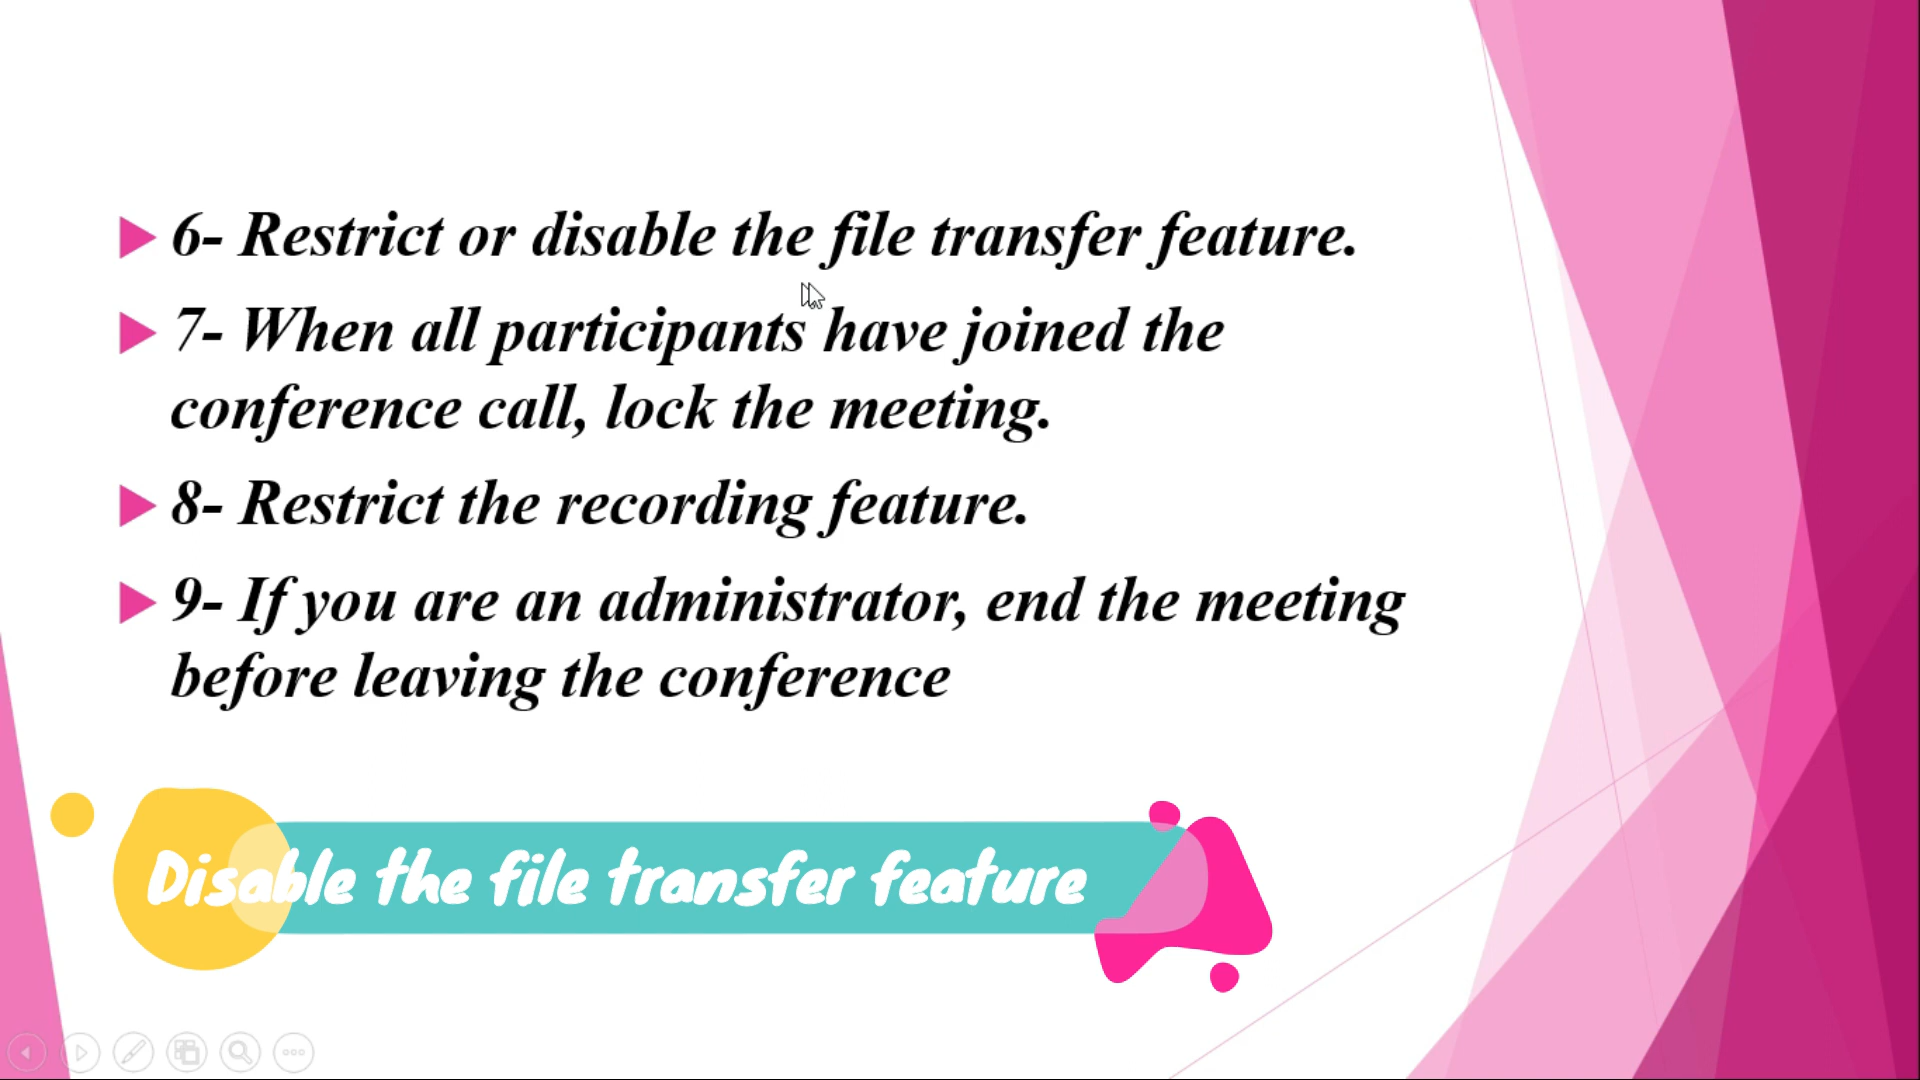 6- Restrict or disable the file transfer feature.
7- When all participants have joined the
conference call, lock the meeting.
8- Restrict the recording feature.
9- If you are an administrator, end the meeting
before leaving the conference
Disable the file transfer feature